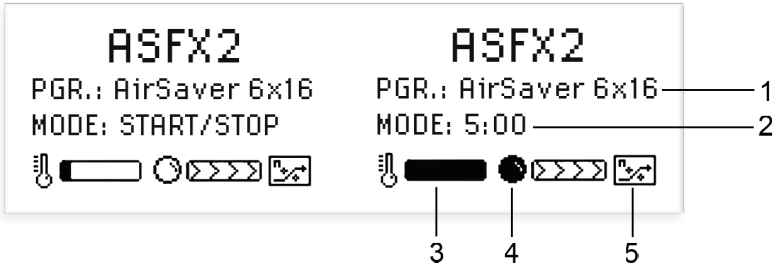 ASFX2
PGR.: AirSaver 6x16
MODE: START/STOP
ASFX2
PGR.: AirSaver 6x16
MODE: 5:00
n
n
1
2
3
4
5